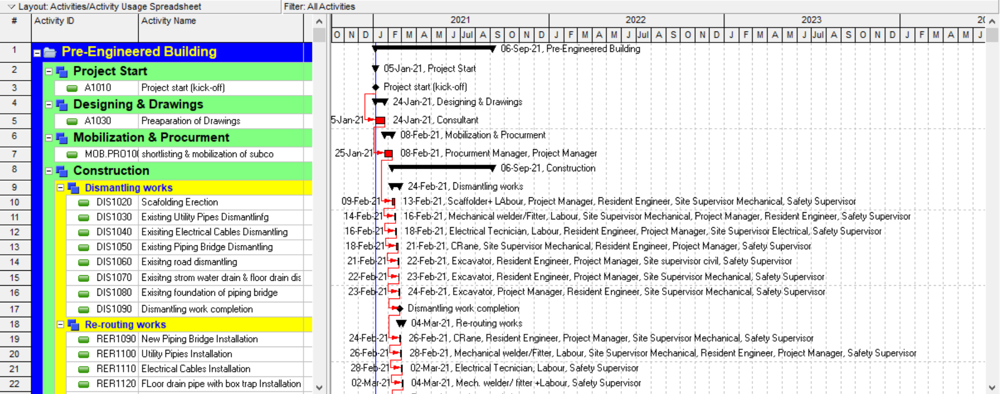 Layout: Activities/Activity Usage Spreadsheet Filter: All Activities
# Activity ID Activity Name 2021 2022 2023
O N D J F M A M J Jul A S O N D J F M A M J Jul A S O N D J F M A M J Jul A S O N D J F M A M J
1 Pre-Engineered Building 06-Sep-21, Pre-Engineered Building
2 Project Start 05-Jan-21, Project Start
3 A1010 Project start (kick-off) Project start (kick-off)
4 Designing & Drawings 24-Jan-21, Designing & Drawings
5 A1030 Preaparation of Drawings 5-Jan-21 24-Jan-21, Consultant
6 Mobilization & Procurment 08-Feb-21, Mobilization & Procurment
7 MOB.PRO10 shortlisting & mobilization of subco 25-Jan-21 08-Feb-21, Procurment Manager, Project Manager
8 Construction 06-Sep-21, Construction
9 Dismantling works 24-Feb-21, Dismantling works
10 DIS1020 Scafolding Erection 09-Feb-21 13-Feb-21, Scaffolder+ LAbour, Project Manager, Resident Engineer, Site Supervisor Mechanical, Safety Supervisor
11 DIS1030 Existing Utility Pipes Dismantlinfg 14-Feb-21 16-Feb-21, Mechanical welder/Fitter, Labour, Site Supervisor Mechanical, Project Manager, Resident Engineer, Safety Supervisor
12 DIS1040 Exisiting Electrical Cables Dismantling 16-Feb-21 18-Feb-21, Electrical Tecnician, Labour, Resident Engineer, Project Manager, Site Supervisor Electrical, Safety Supervisor
13 DIS1050 Existing Piping Bridge Dismantling 18-Feb-21 21-Feb-21, CRane, Site Supervisor Mechanical, Resident Engineer, Project Manager, Safety Supervisor
14 DIS1060 Exisitng road dismantling 21-Feb-21 22-Feb-21, Excavator, Resident Engineer, Project Manager, Site supervisor civil, Safety Supervisor
15 DIS1070 Exisitng strom water drain & floor drain dis 22-Feb-21 23-Feb-21, Excavator, Resident Engineer, Project Manager, Site Supervisor Mechanical, Safety Supervisor
16 DIS1080 Exisitng foundation of piping bridge 23-Feb-21 24-Feb-21, Excavator, Project Manager, Resident Engineer, Site Supervisor Mechanical, Safety Supervisor
17 DIS1090 Dismantling work completion Dismantling work completion
18 Re-routing works 04-Mar-21, Re-routing works
19 RER1090 New Piping Bridge Installation 24-Feb-21 26-Feb-21, CRane, Resident Engineer, Project Manager, Site Supervisor Mechanical, Safety Supervisor
20 RER1100 Utility Pipies Installation 26-Feb-21 28-Feb-21, Mechanical welder/Fitter, Labour, Site Supervisor Mechanical, Resident Engineer, Project Manager, Safety Supervisor
21 RER1110 Electrical Cables Installation 28-Feb-21 02-Mar-21, Electrical Tecnician, Labour, Safety Supervisor
22 RER1120 FLoor drain pipe with box trap Installation 02-Mar-21 04-Mar-21, Mech. welder/ fitter +Labour, Safety Supervisor